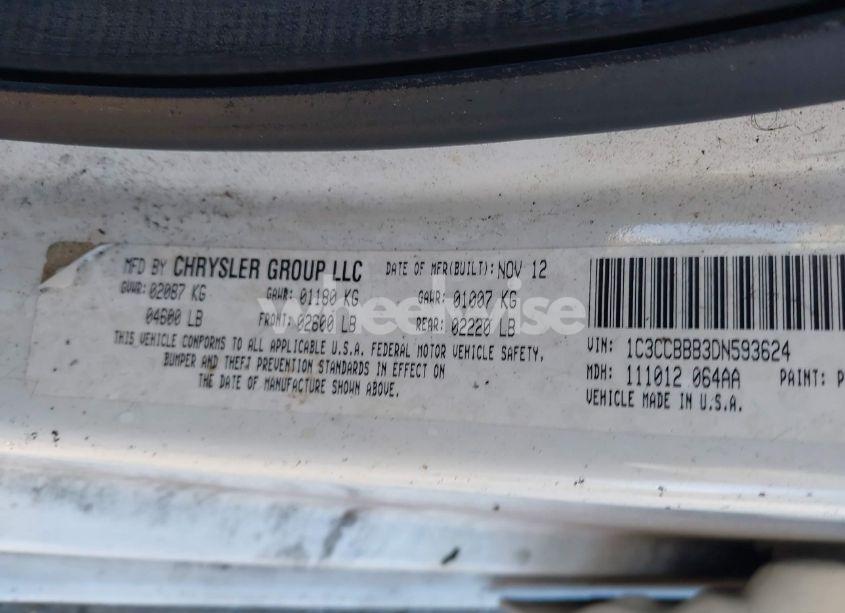 MFD BY CHRYSLER GROUP LLC DATE OF MFR(BUILT): NOV 12
GVWR: 02087 KG GAWR: 01180 KG GAWR: 01007 KG
04600 LB FRONT: 02600 LB REAR: 02220 LB
THIS VEHICLE CONFORMS TO ALL APPLICABLE U.S.A. FEDERAL MOTOR VEHICLE SAFETY,
BUMPER AND THEFT PREVENTION STANDARDS IN EFFECT ON
THE DATE OF MANUFACTURE SHOWN ABOVE.
VIN: 1C3CCBBB3DN593624
MDH: 111012 064AA PAINT: P
VEHICLE MADE IN U.S.A.
wheelwise